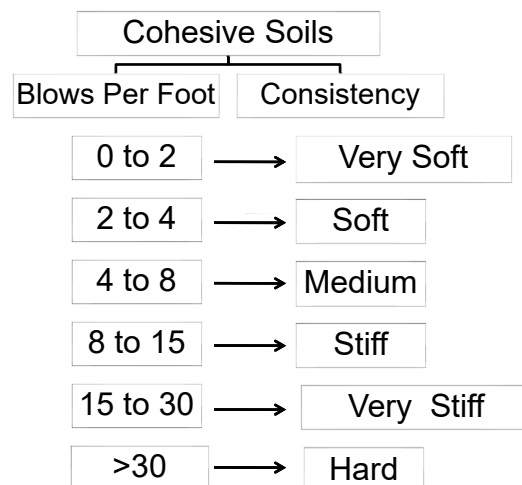 Cohesive Soils
Blows Per Foot Consistency
0 to 2 Very Soft
2 to 4 Soft
4 to 8 Medium
8 to 15 Stiff
15 to 30 Very Stiff
>30 Hard